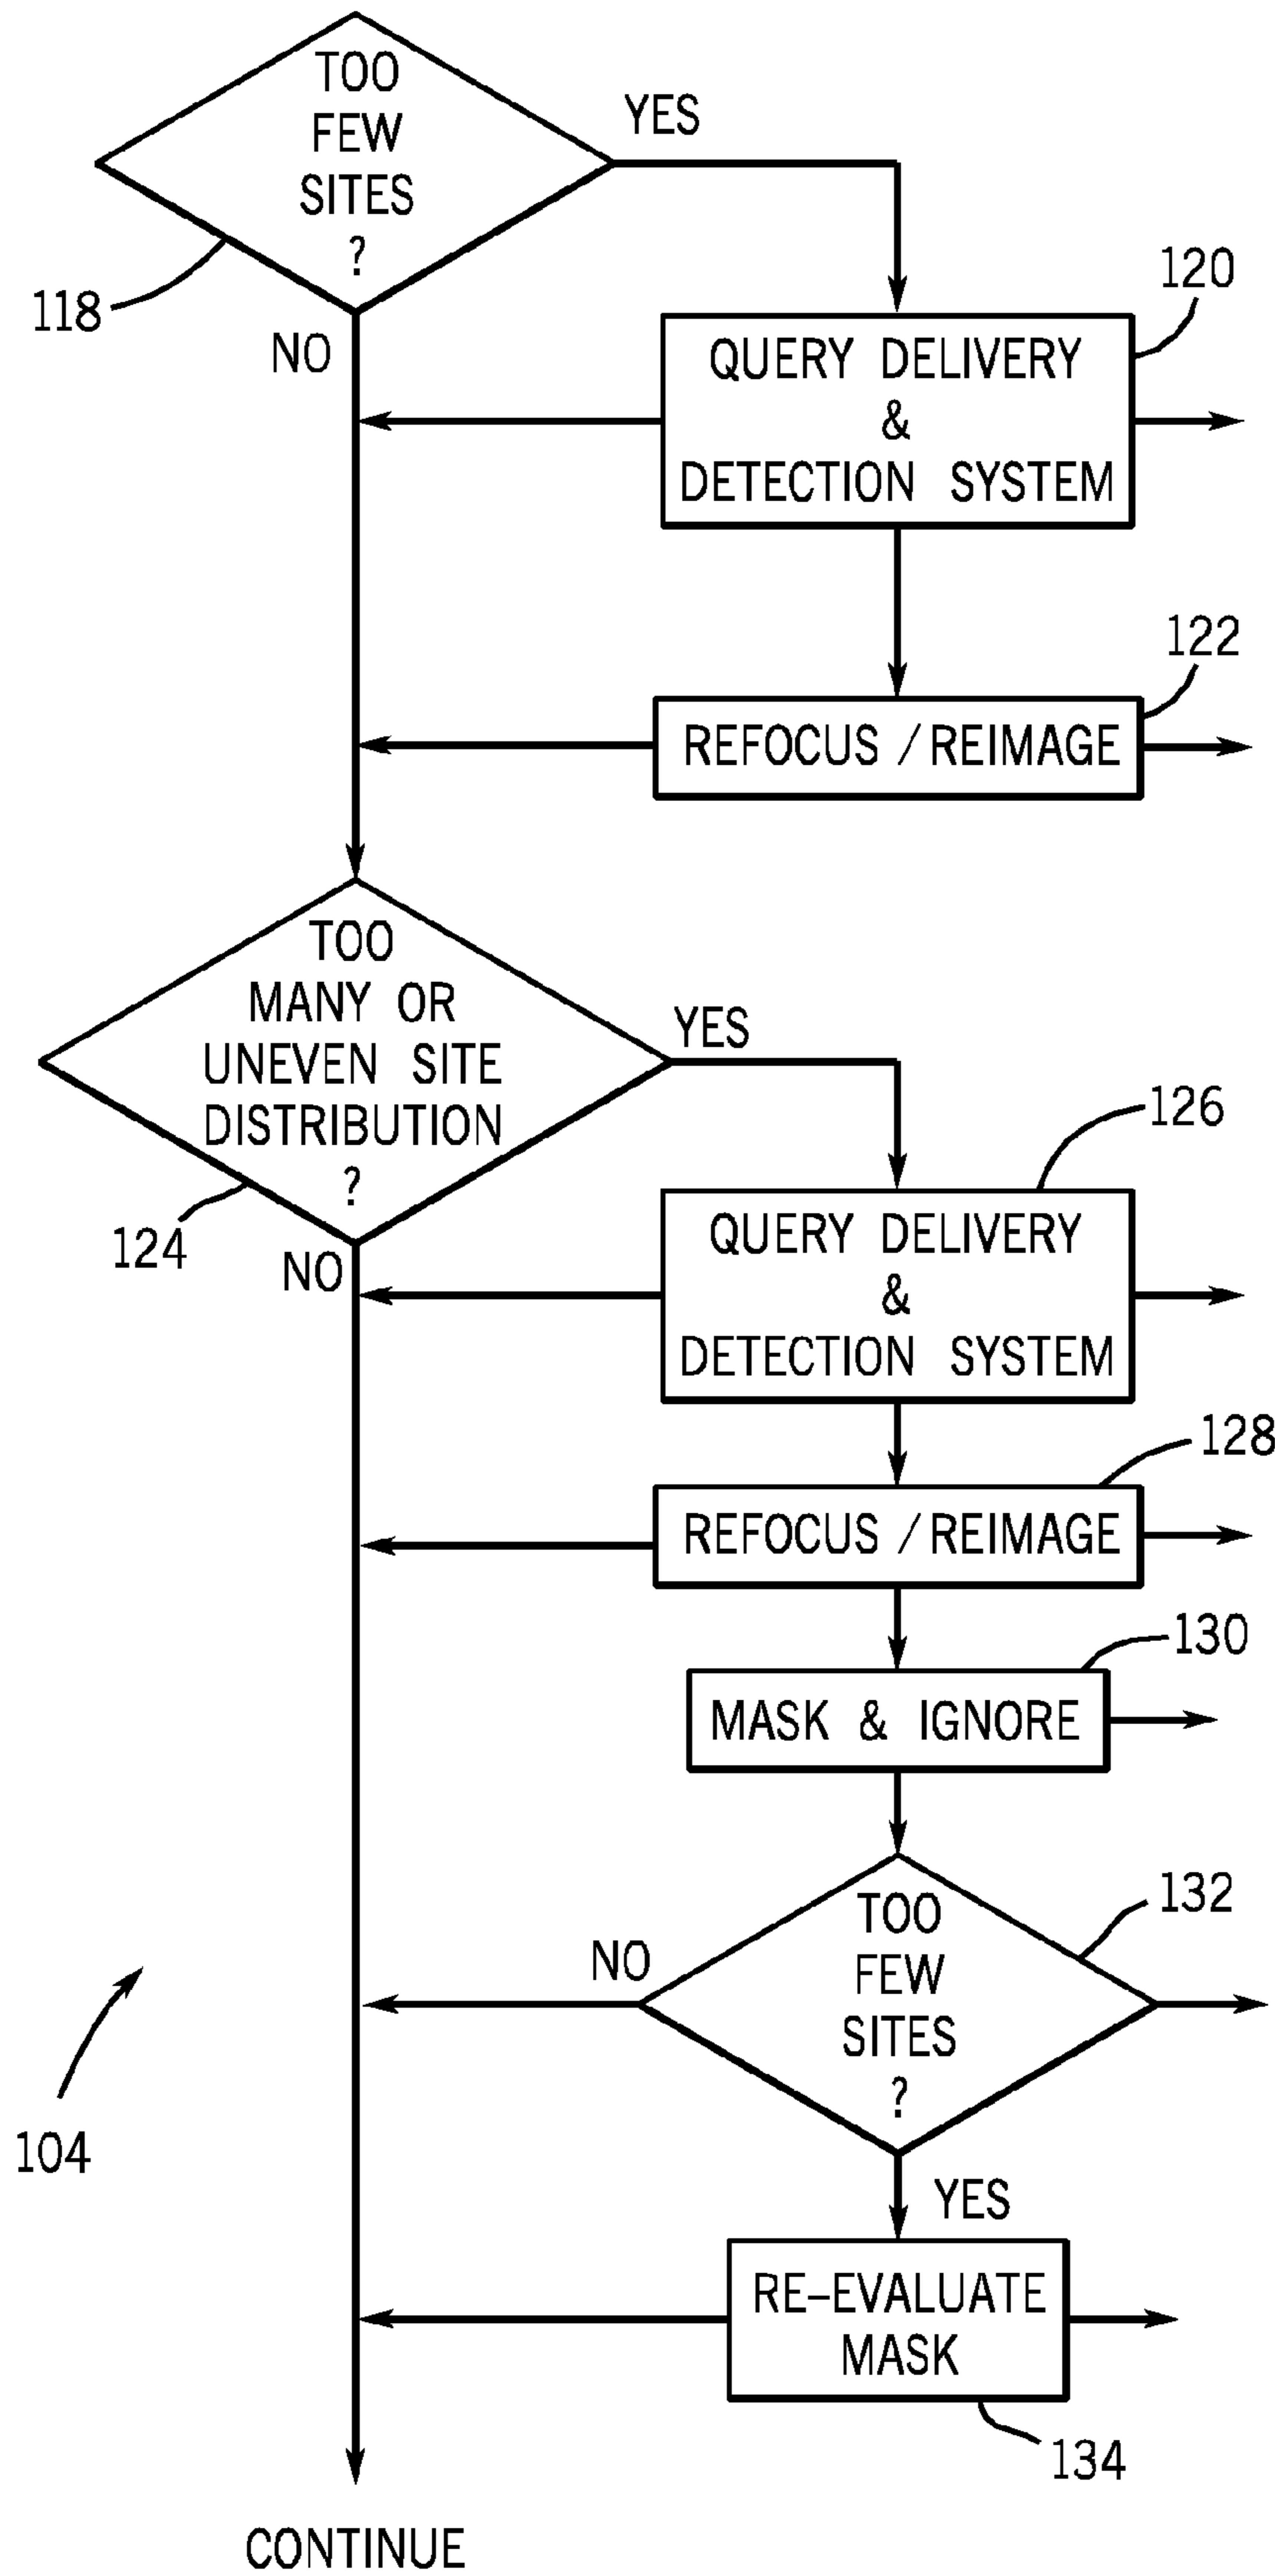 TOO
FEW
SITES
?
YES
118
NO
120
QUERY DELIVERY
&
DETECTION SYSTEM
122
REFOCUS / REIMAGE
TOO
MANY OR
UNEVEN SITE
DISTRIBUTION
?
YES
124
NO
126
QUERY DELIVERY
&
DETECTION SYSTEM
128
REFOCUS / REIMAGE
130
MASK & IGNORE
132
TOO
FEW
SITES
?
NO
YES
104
RE-EVALUATE
MASK
134
CONTINUE